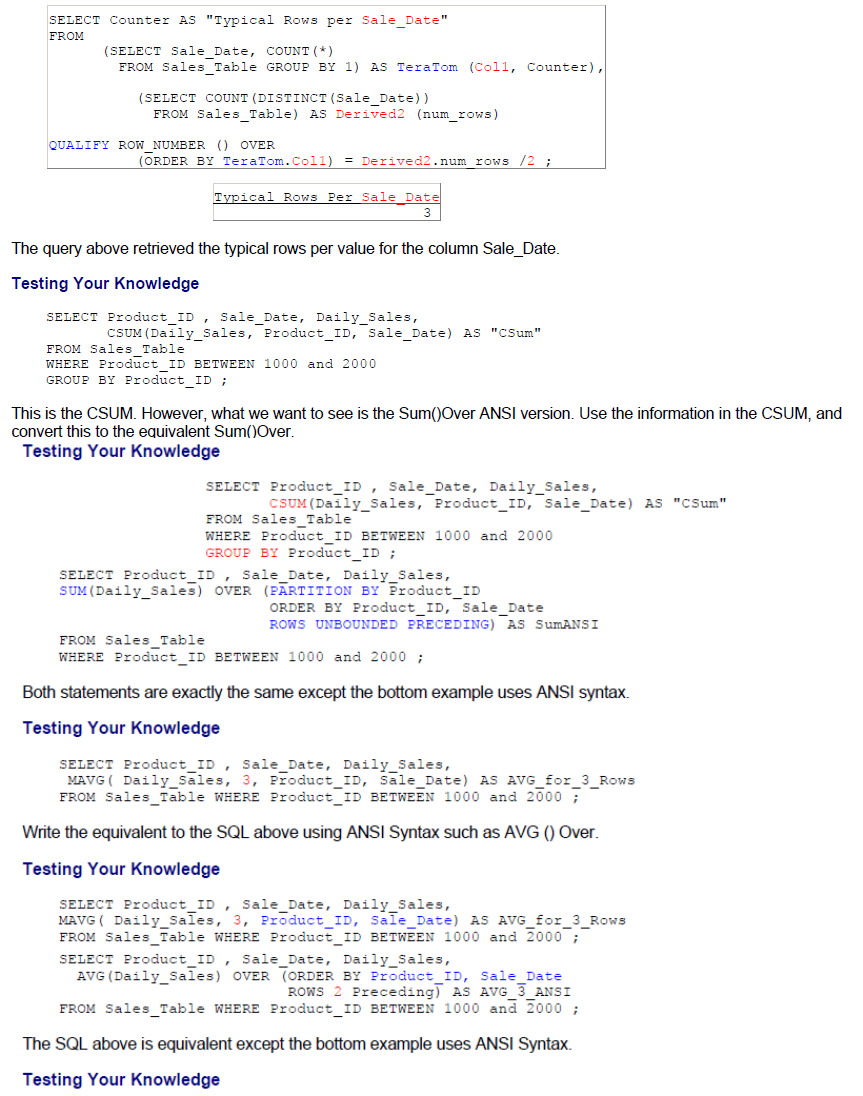 SELECT Counter AS "Typical Rows per Sale_Date"
FROM
(SELECT Sale_Date, COUNT(*)
FROM Sales_Table GROUP BY 1) AS TeraTom (Col1, Counter),
(SELECT COUNT(DISTINCT(Sale_Date))
FROM Sales_Table) AS Derived2 (num_rows)
QUALIFY ROW_NUMBER () OVER
(ORDER BY TeraTom.Col1) = Derived2.num_rows /2 ;
Typical Rows Per Sale_Date
3
The query above retrieved the typical rows per value for the column Sale_Date.
Testing Your Knowledge
SELECT Product_ID , Sale_Date, Daily_Sales,
CSUM(Daily_Sales, Product_ID, Sale_Date) AS "CSum"
FROM Sales_Table
WHERE Product_ID BETWEEN 1000 and 2000
GROUP BY Product_ID ;
This is the CSUM. However, what we want to see is the Sum()Over ANSI version. Use the information in the CSUM, and
convert this to the equivalent Sum()Over.
Testing Your Knowledge
SELECT Product_ID , Sale_Date, Daily_Sales,
CSUM(Daily_Sales, Product_ID, Sale_Date) AS "CSum"
FROM Sales_Table
WHERE Product_ID BETWEEN 1000 and 2000
GROUP BY Product_ID ;
SELECT Product_ID , Sale_Date, Daily_Sales,
SUM(Daily_Sales) OVER (PARTITION BY Product_ID
ORDER BY Product_ID, Sale_Date
ROWS UNBOUNDED PRECEDING) AS SumANSI
FROM Sales_Table
WHERE Product_ID BETWEEN 1000 and 2000 ;
Both statements are exactly the same except the bottom example uses ANSI syntax.
Testing Your Knowledge
SELECT Product_ID , Sale_Date, Daily_Sales,
MAVG( Daily_Sales, 3, Product_ID, Sale_Date) AS AVG_for_3_Rows
FROM Sales_Table WHERE Product_ID BETWEEN 1000 and 2000 ;
Write the equivalent to the SQL above using ANSI Syntax such as AVG () Over.
Testing Your Knowledge
SELECT Product_ID , Sale_Date, Daily_Sales,
MAVG( Daily_Sales, 3, Product_ID, Sale_Date) AS AVG_for_3_Rows
FROM Sales_Table WHERE Product_ID BETWEEN 1000 and 2000 ;
SELECT Product_ID , Sale_Date, Daily_Sales,
AVG(Daily_Sales) OVER (ORDER BY Product_ID, Sale_Date
ROWS 2 Preceding) AS AVG_3_ANSI
FROM Sales_Table WHERE Product_ID BETWEEN 1000 and 2000 ;
The SQL above is equivalent except the bottom example uses ANSI Syntax.
Testing Your Knowledge